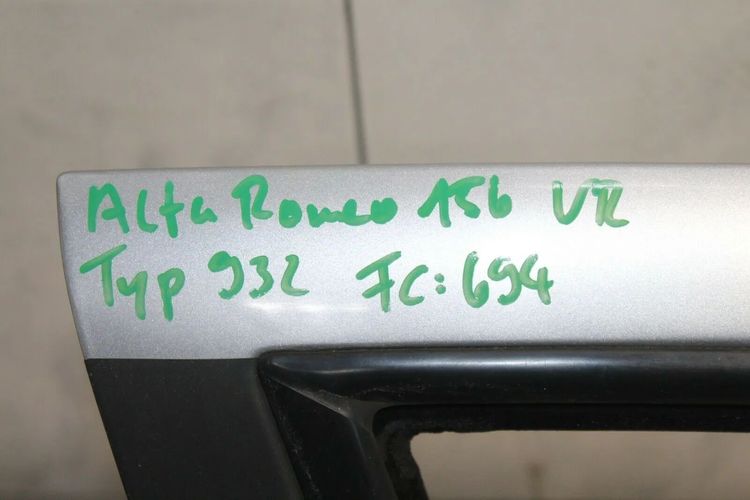 Alfa Romeo 156 VR
Typ 932 FC: 694